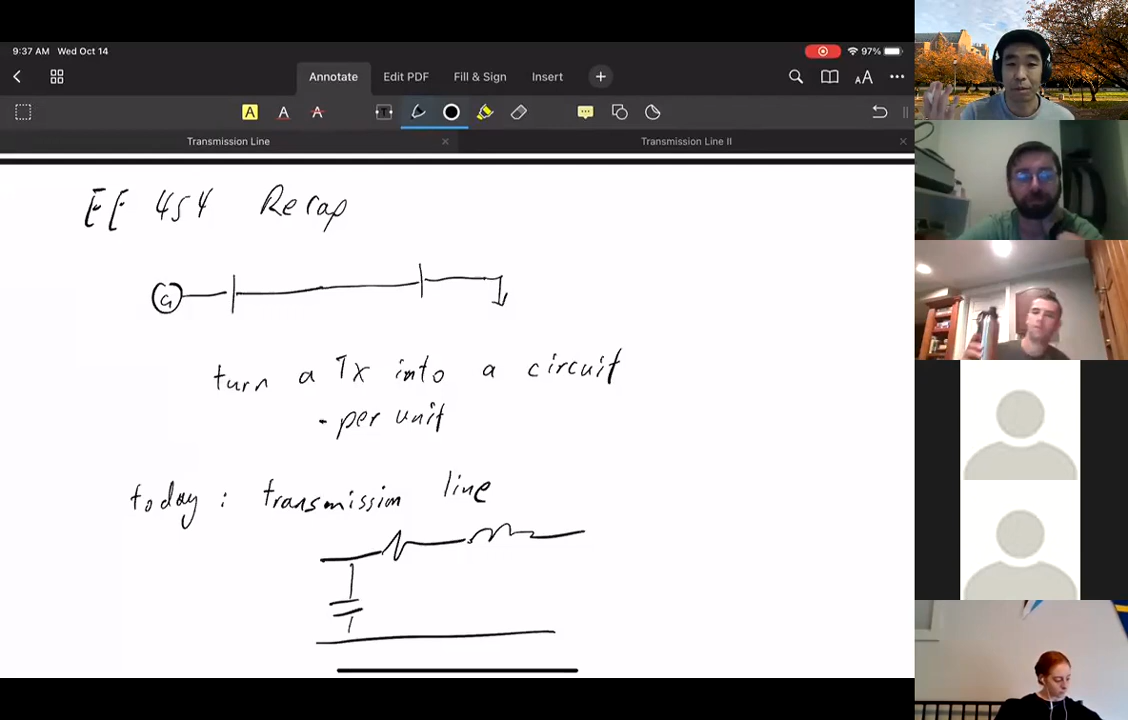 9:37 AM Wed Oct 14
97%
Annotate Edit PDF Fill & Sign Insert +
AA
T A A
Transmission Line × Transmission Line II ×
EE 454 Recap
G
turn a Tx into a circuit
- per unit
today: transmission line